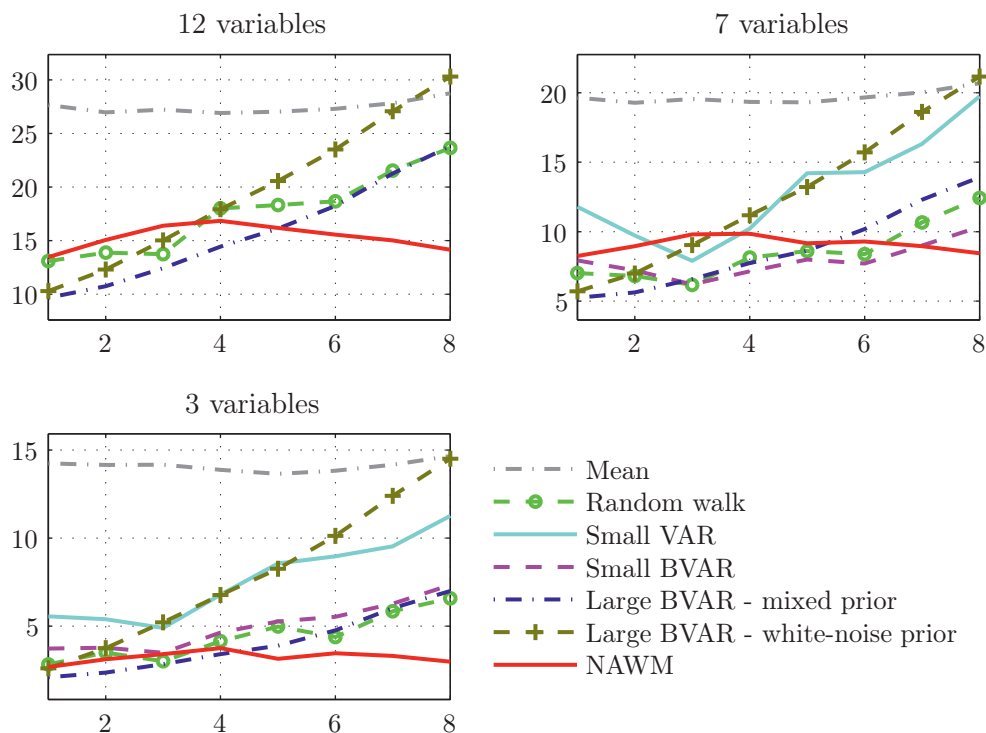 12 variables
30
25
20
15
10
2 4 6 8
7 variables
20
15
10
5
2 4 6 8
3 variables
15
10
5
2 4 6 8
Mean
Random walk
Small VAR
Small BVAR
Large BVAR - mixed prior
Large BVAR - white-noise prior
NAWM